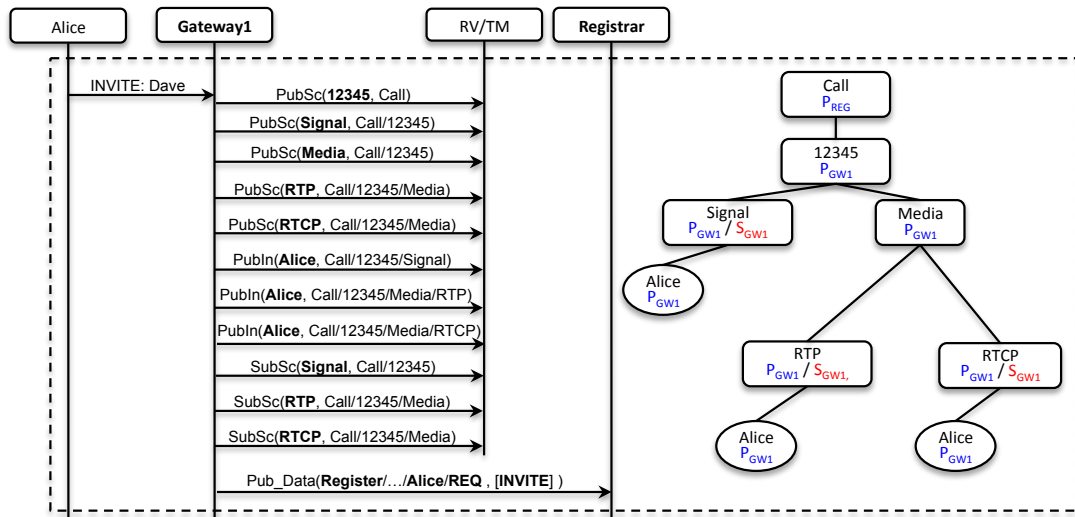 Alice
Gateway1
RV/TM
Registrar
INVITE: Dave
PubSc(12345, Call)
PubSc(Signal, Call/12345)
PubSc(Media, Call/12345)
PubSc(RTP, Call/12345/Media)
PubSc(RTCP, Call/12345/Media)
PubIn(Alice, Call/12345/Signal)
PubIn(Alice, Call/12345/Media/RTP)
PubIn(Alice, Call/12345/Media/RTCP)
SubSc(Signal, Call/12345)
SubSc(RTP, Call/12345/Media)
SubSc(RTCP, Call/12345/Media)
Pub_Data(Register/…/Alice/REQ , [INVITE] )
Call
PREG
12345
PGW1
Signal
PGW1 / SGW1
Media
PGW1
Alice
PGW1
RTP
PGW1 / SGW1,
RTCP
PGW1 / SGW1
Alice
PGW1
Alice
PGW1